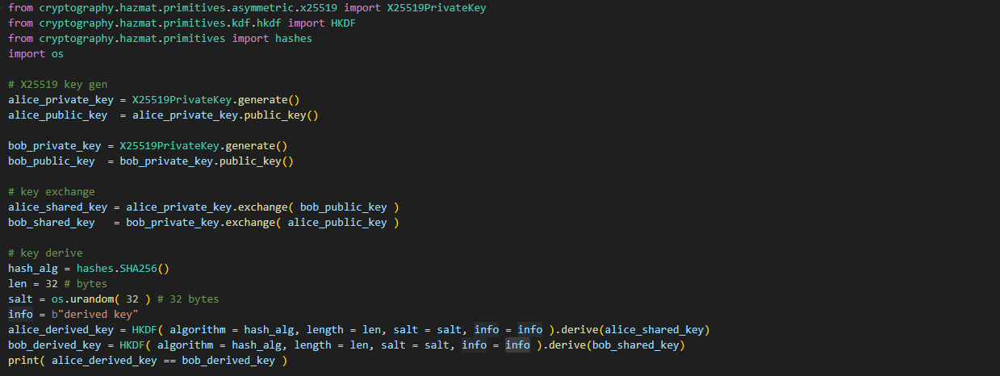 from cryptography.hazmat.primitives.asymmetric.x25519 import X25519PrivateKey
from cryptography.hazmat.primitives.kdf.hkdf import HKDF
from cryptography.hazmat.primitives import hashes
import os

# X25519 key gen
alice_private_key = X25519PrivateKey.generate()
alice_public_key  = alice_private_key.public_key()

bob_private_key = X25519PrivateKey.generate()
bob_public_key  = bob_private_key.public_key()

# key exchange
alice_shared_key = alice_private_key.exchange( bob_public_key )
bob_shared_key   = bob_private_key.exchange( alice_public_key )

# key derive
hash_alg = hashes.SHA256()
len = 32 # bytes
salt = os.urandom( 32 ) # 32 bytes
info = b"derived key"
alice_derived_key = HKDF( algorithm = hash_alg, length = len, salt = salt, info = info ).derive(alice_shared_key)
bob_derived_key = HKDF( algorithm = hash_alg, length = len, salt = salt, info = info ).derive(bob_shared_key)
print( alice_derived_key == bob_derived_key )